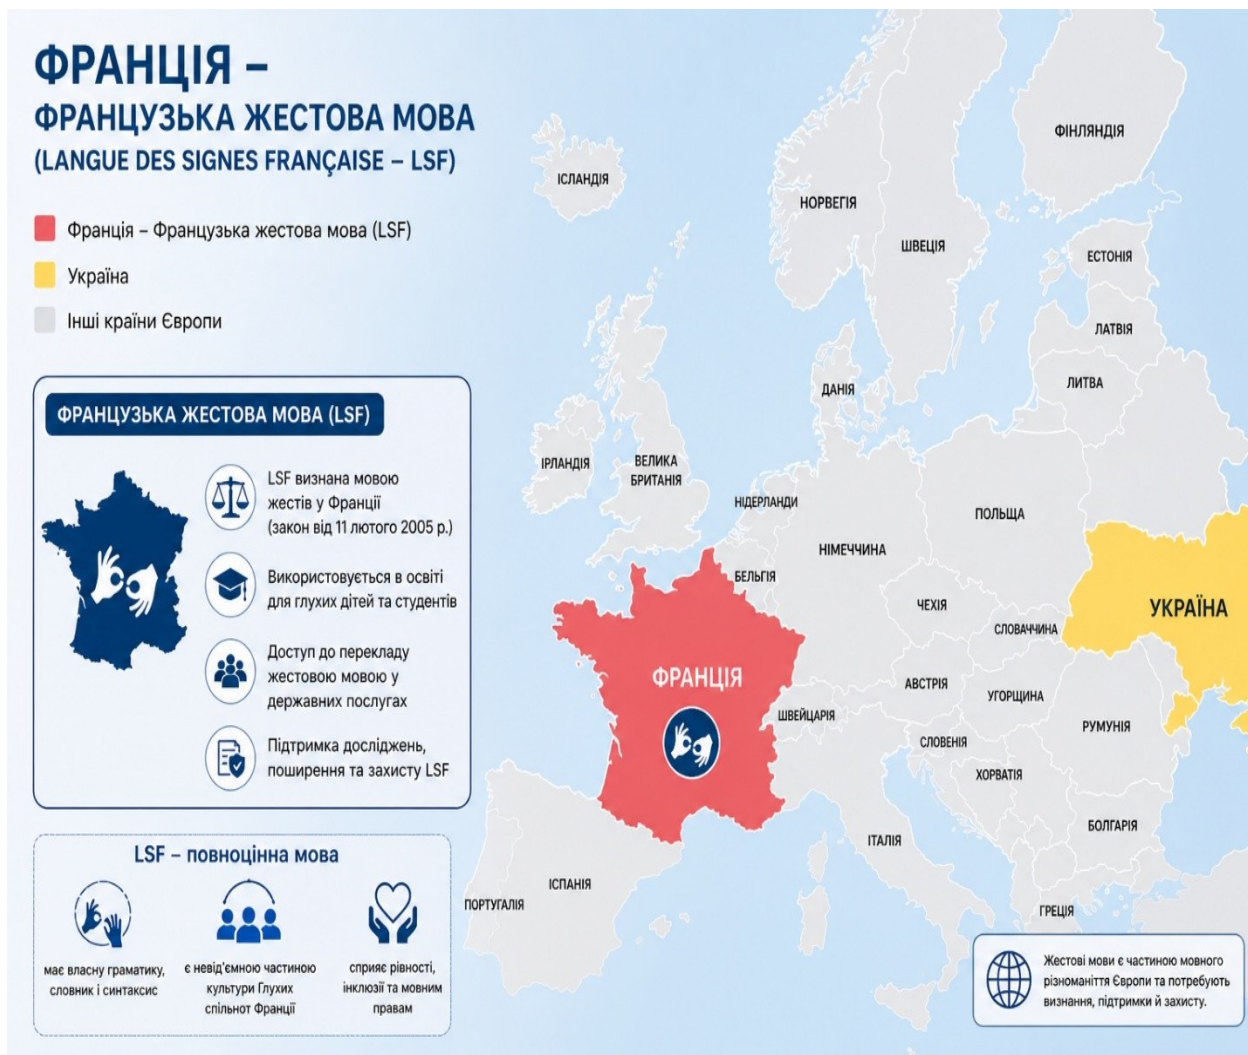 ФРАНЦІЯ –
ФРАНЦУЗЬКА ЖЕСТОВА МОВА
(LANGUE DES SIGNES FRANÇAISE – LSF)
Франція – Французька жестова мова (LSF)
Україна
Інші країни Європи
ФРАНЦУЗЬКА ЖЕСТОВА МОВА (LSF)
LSF визнана мовою
жестів у Франції
(закон від 11 лютого 2005 р.)
Використовується в освіті
для глухих дітей та студентів
Доступ до перекладу
жестовою мовою у
державних послугах
Підтримка досліджень,
поширення та захисту LSF
LSF – повноцінна мова
має власну граматику,
словник і синтаксис
є невід'ємною частиною
культури Глухих
спільнот Франції
сприяє рівності,
інклюзії та мовним
правам
ІСЛАНДІЯ
ФІНЛЯНДІЯ
НОРВЕГІЯ
ШВЕЦІЯ
ЕСТОНІЯ
ЛАТВІЯ
ЛИТВА
ДАНІЯ
ІРЛАНДІЯ
ВЕЛИКА
БРИТАНІЯ
НІДЕРЛАНДИ
ПОЛЬЩА
НІМЕЧЧИНА
БЕЛЬГІЯ
ЧЕХІЯ
УКРАЇНА
СЛОВАЧЧИНА
ФРАНЦІЯ
АВСТРІЯ
УГОРЩИНА
ШВЕЙЦАРІЯ
РУМУНІЯ
СЛОВЕНІЯ
ХОРВАТІЯ
БОЛГАРІЯ
ІТАЛІЯ
ІСПАНІЯ
ПОРТУГАЛІЯ
ГРЕЦІЯ
Жестові мови є частиною мовного
різноманіття Європи та потребують
визнання, підтримки й захисту.